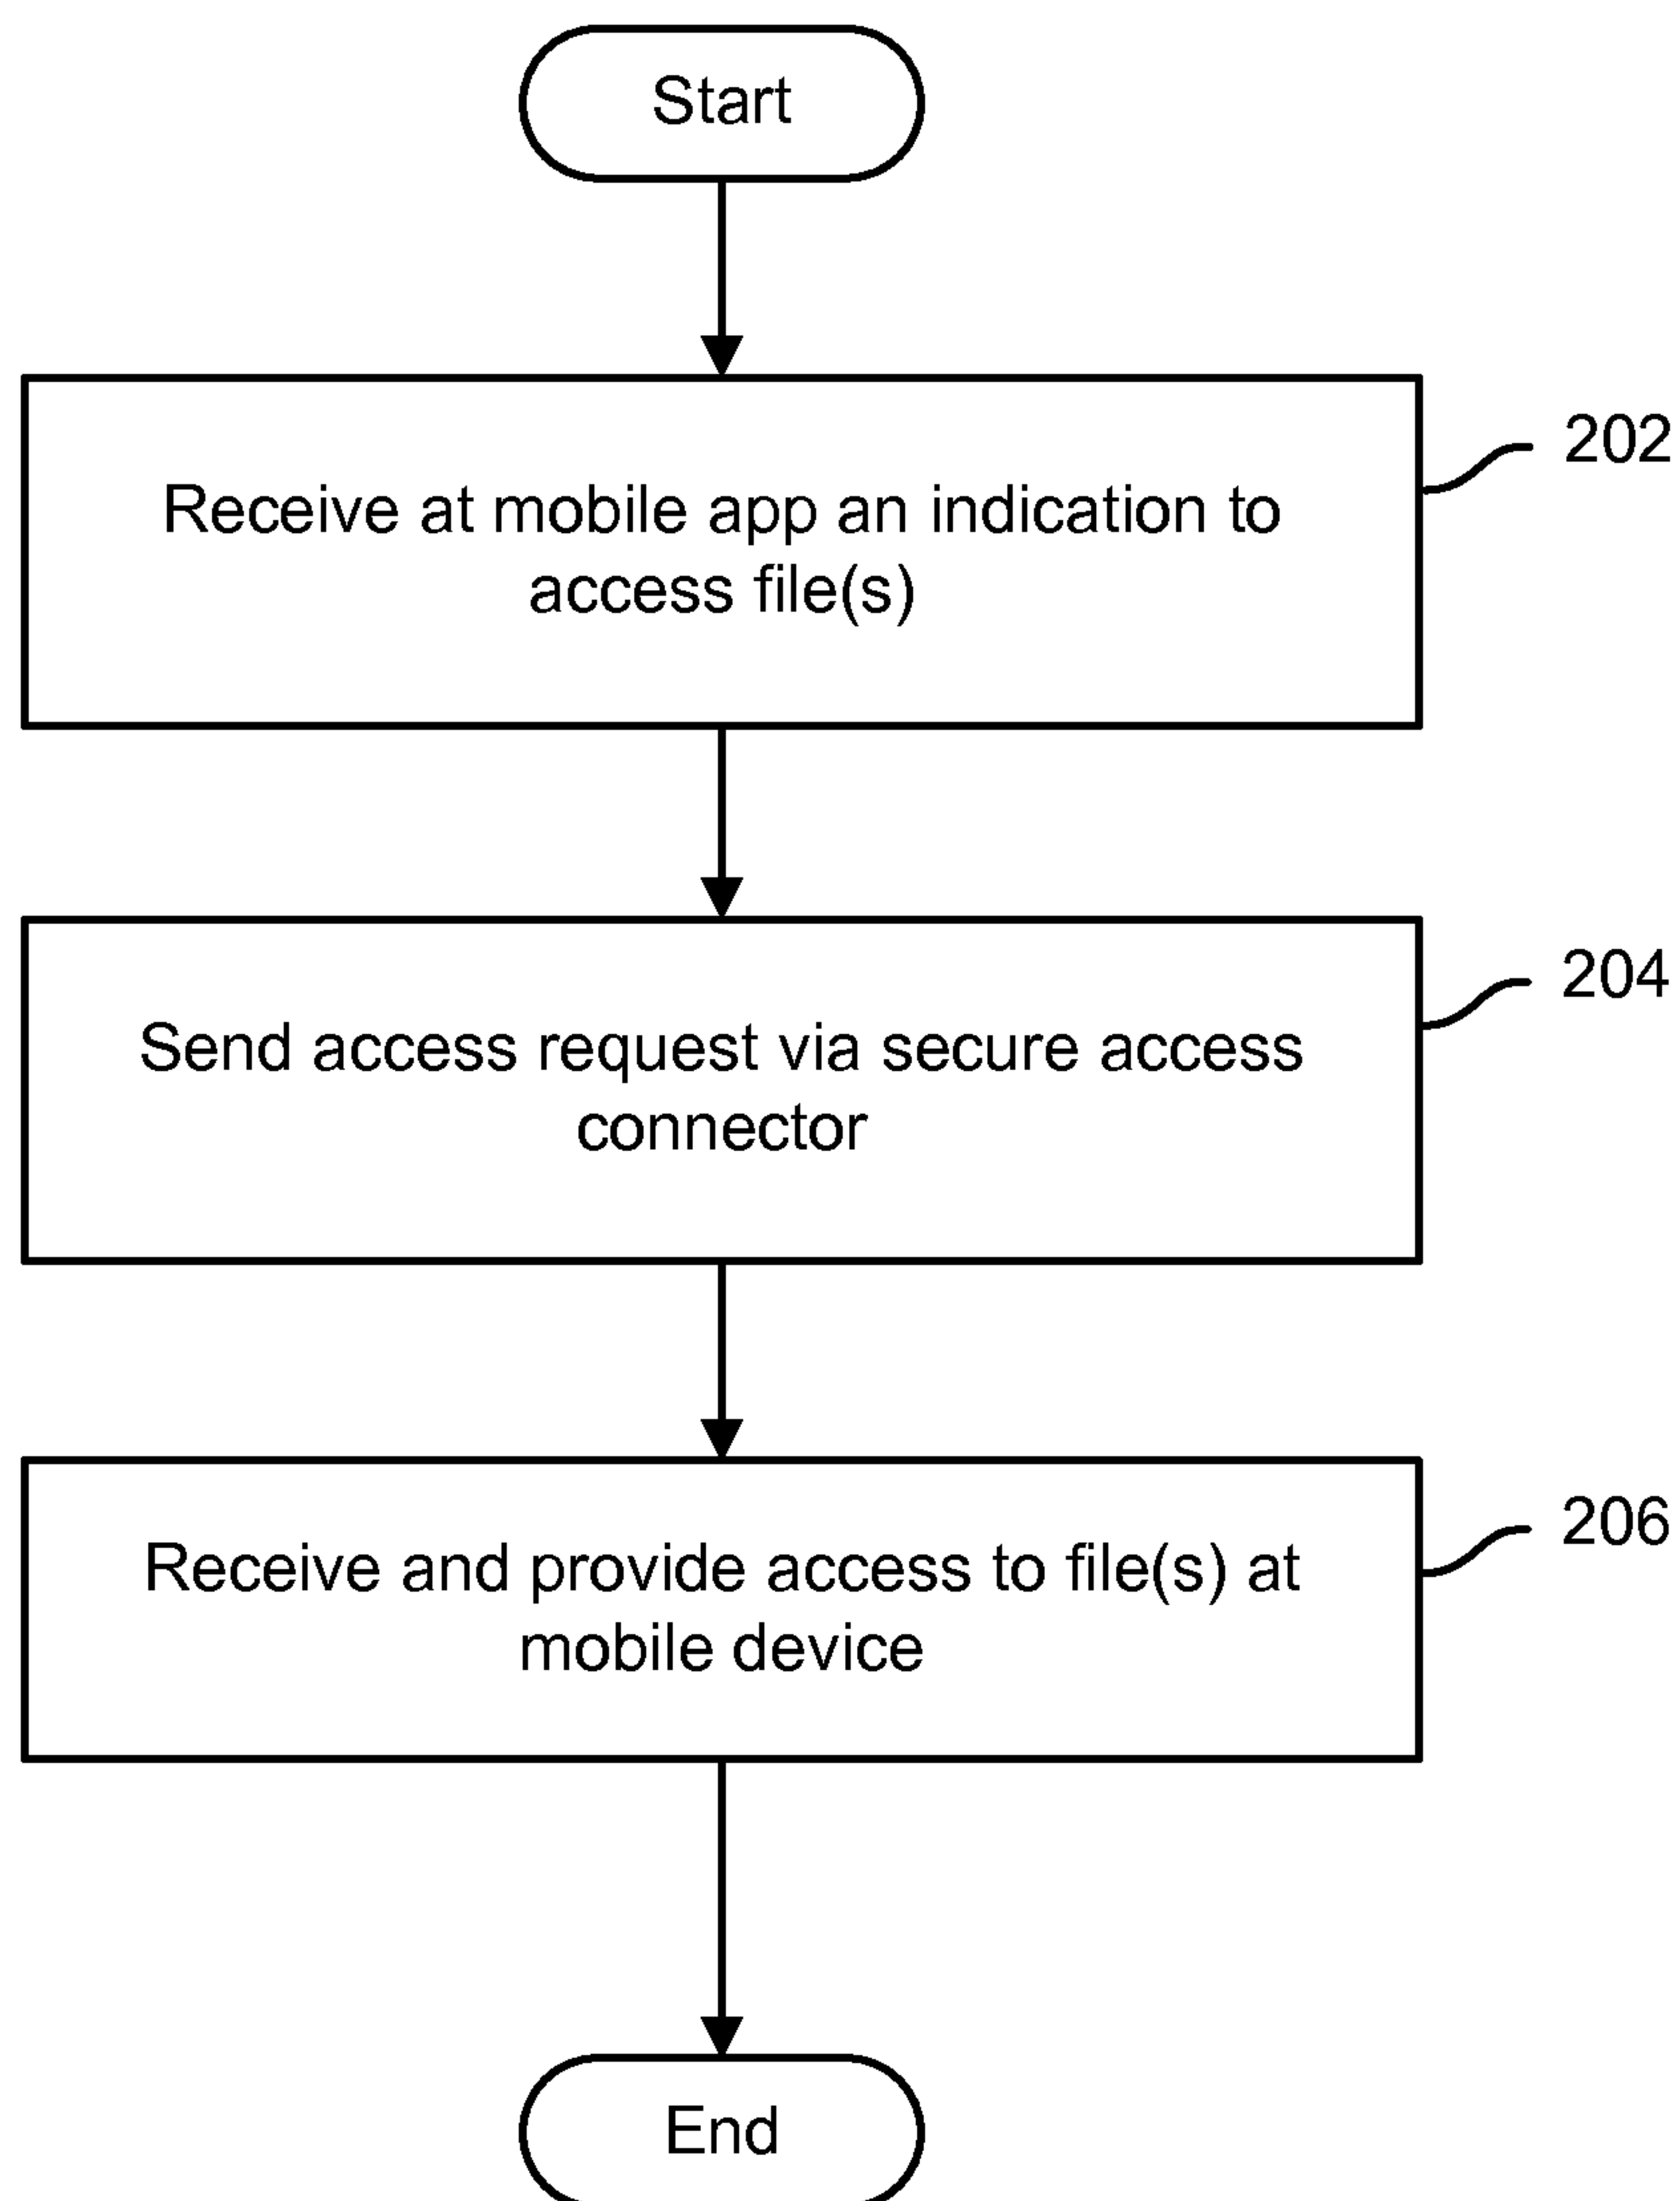 Start
Receive at mobile app an indication to
access file(s)
202
Send access request via secure access
connector
204
Receive and provide access to file(s) at
mobile device
206
End